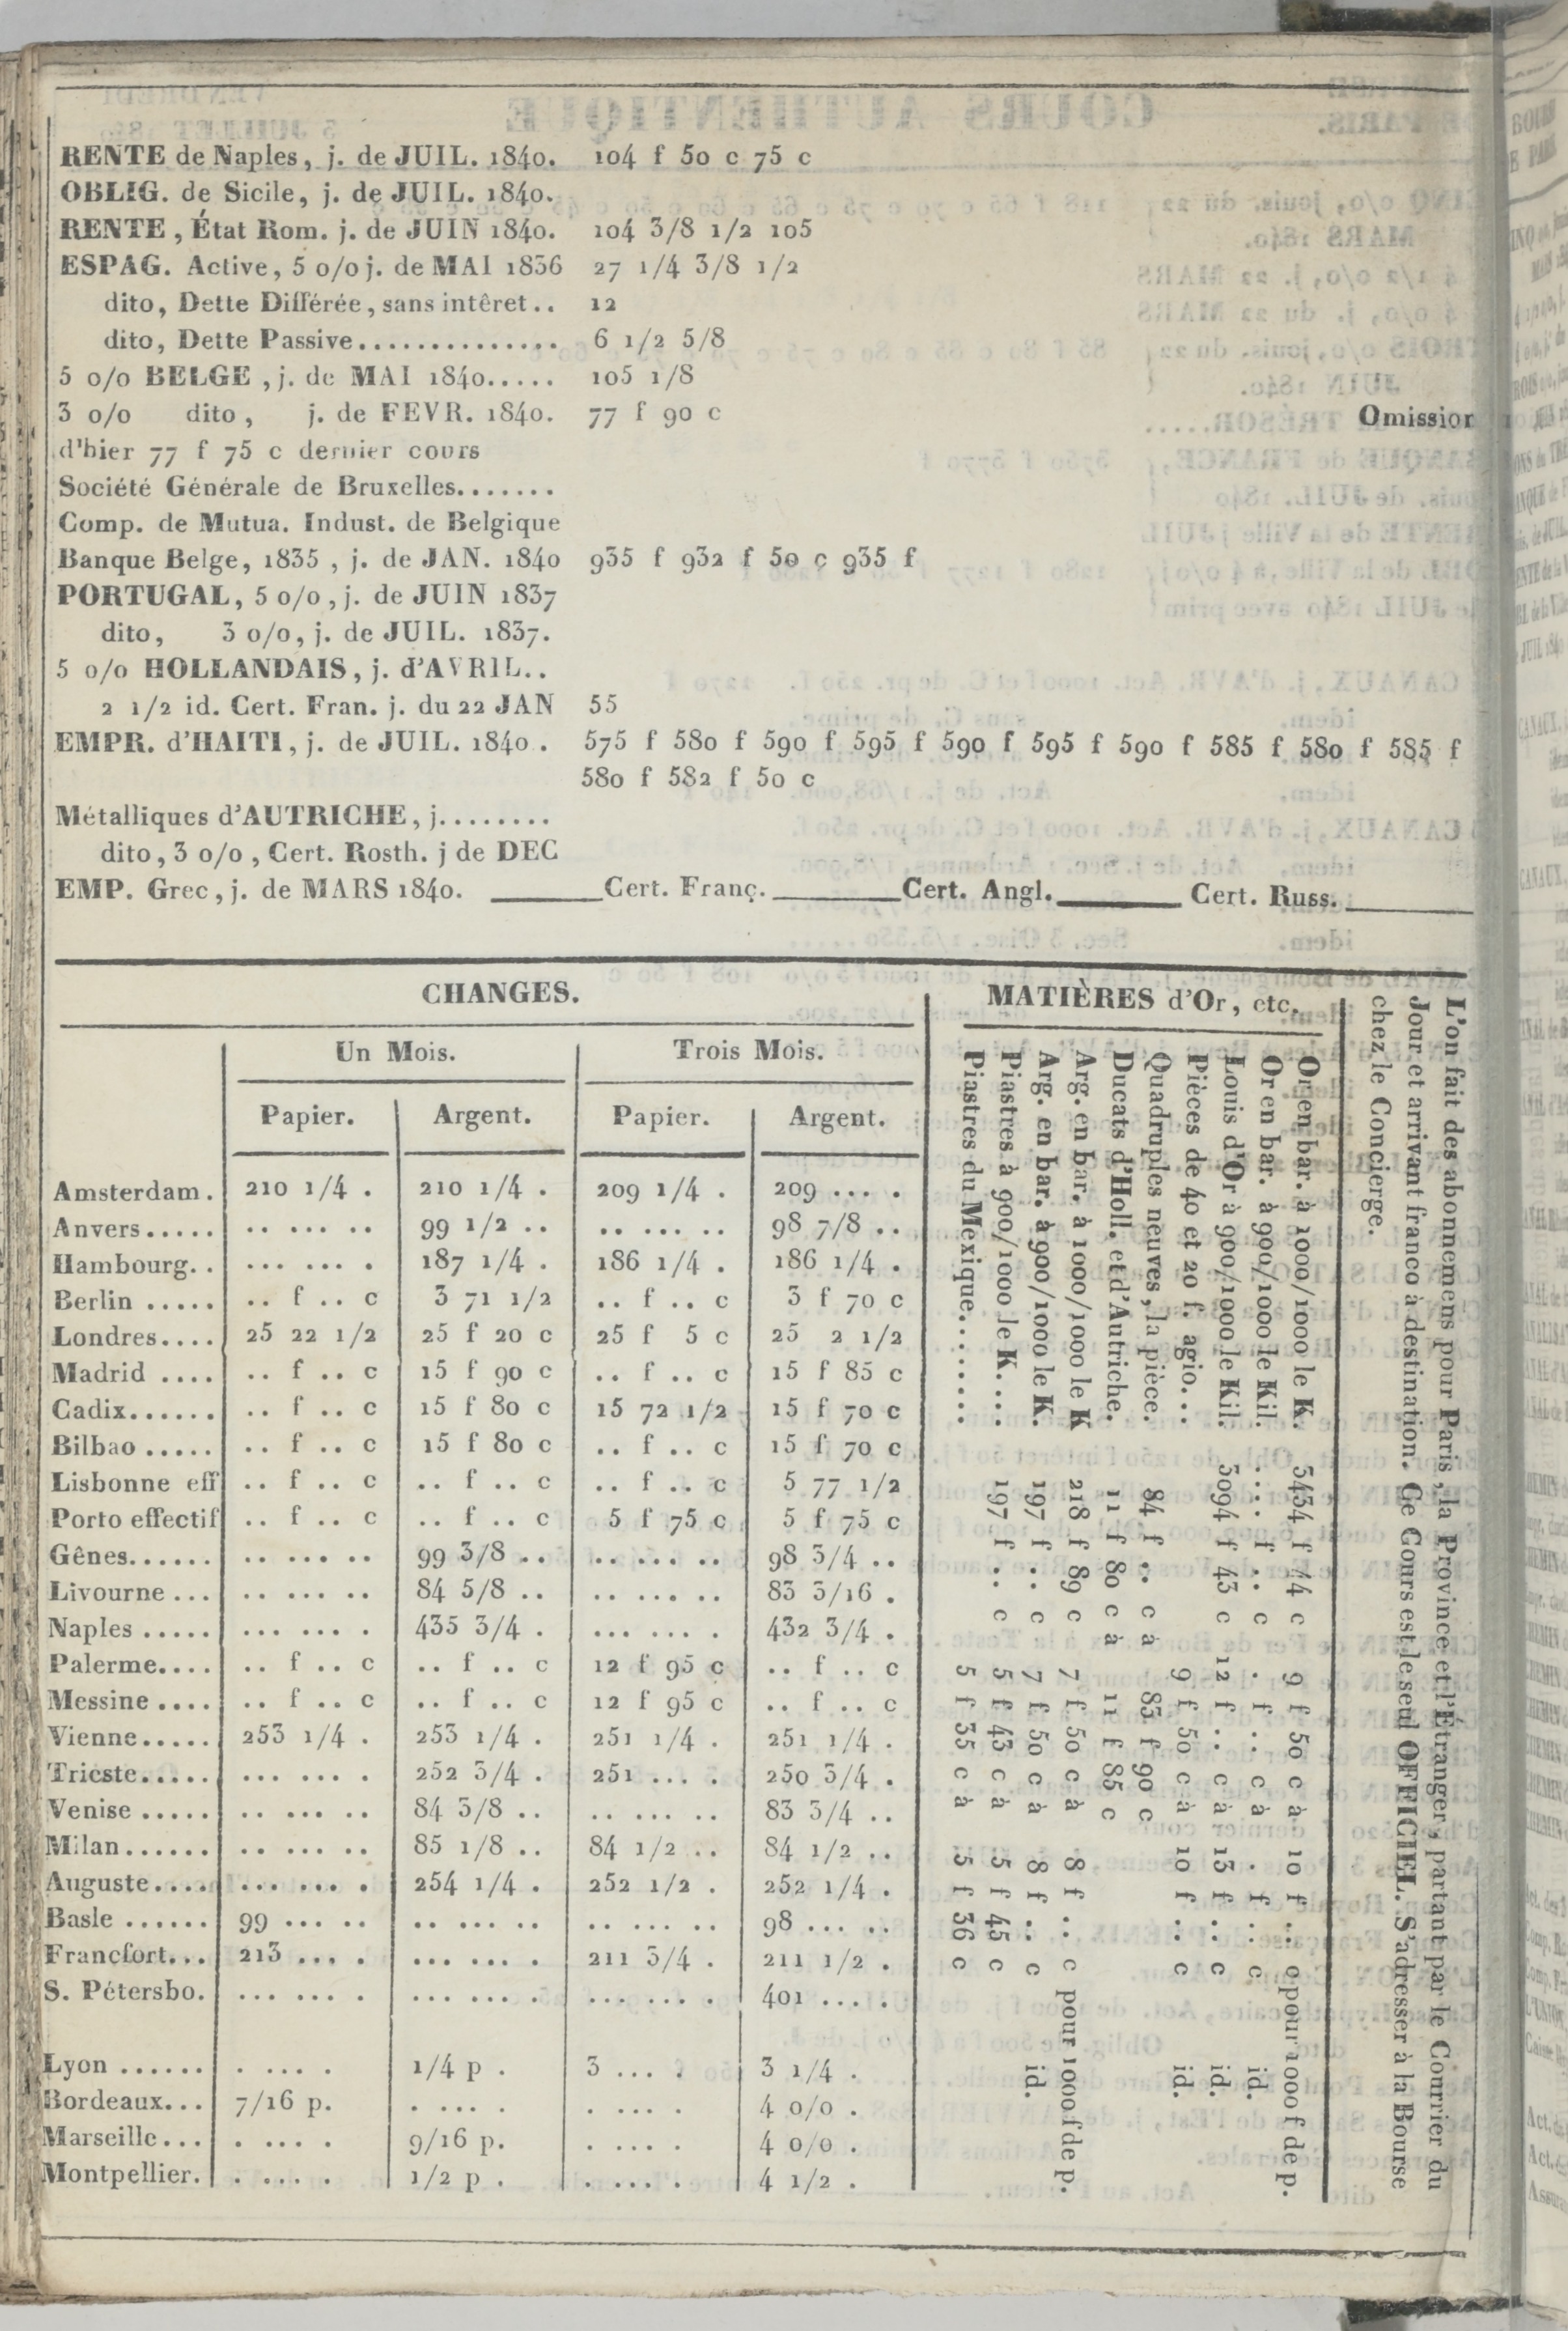 RENTE de Naples, j. de JUIL. 1840. 104 f 50 c 75 c
OBLIG. de Sicile, j. de JUIL. 1840.
RENTE, État Rom. j. de JUIN 1840. 104 3/8 1/2 105
ESPAG. Active, 5 o/o j. de MAI 1836 27 1/4 3/8 1/2
dito, Dette Différée, sans intêret.. 12
dito, Dette Passive.............. 6 1/2 5/8
5 o/o BELGE, j. de MAI 1840..... 105 1/8
3 o/o dito, j. de FEVR. 1840. 77 f 90 c Omission
d'hier 77 f 75 c dernier cours
Société Générale de Bruxelles.......
Comp. de Mutua. Indust. de Belgique
Banque Belge, 1835, j. de JAN. 1840 935 f 932 f 50 c 935 f
PORTUGAL, 5 o/o, j. de JUIN 1837
dito, 3 o/o, j. de JUIL. 1837.
5 o/o HOLLANDAIS, j. d'AVRIL..
2 1/2 id. Cert. Fran. j. du 22 JAN 55
EMPR. d'HAITI, j. de JUIL. 1840. 575 f 580 f 590 f 595 f 590 f 595 f 590 f 585 f 580 f 585 f
580 f 582 f 50 c
Métalliques d'AUTRICHE, j........
dito, 3 o/o, Cert. Rosth. j de DEC
EMP. Grec, j. de MARS 1840. ______Cert. Franç.______Cert. Angl.______ Cert. Russ.______
CHANGES.
Un Mois. Trois Mois.
Papier. Argent. Papier. Argent.
Amsterdam. 210 1/4 . 210 1/4 . 209 1/4 . 209 ... .
Anvers..... .. ... .. 99 1/2 .. .. ... .. 98 7/8 ..
Hambourg.. ... ... . 187 1/4 . 186 1/4 . 186 1/4 .
Berlin ..... .. f .. c 3 71 1/2 .. f .. c 3 f 70 c
Londres.... 25 22 1/2 25 f 20 c 25 f 5 c 25 2 1/2
Madrid .... .. f .. c 15 f 90 c .. f .. c 15 f 85 c
Cadix...... .. f .. c 15 f 80 c 15 72 1/2 15 f 70 c
Bilbao ..... .. f .. c 15 f 80 c .. f .. c 15 f 70 c
Lisbonne eff .. f .. c .. f .. c .. f .. c 5 77 1/2
Porto effectif .. f .. c .. f .. c 5 f 75 c 5 f 75 c
Gênes...... .. ... .. 99 3/8 .. .. ... .. 98 3/4 ..
Livourne ... .. ... .. 84 5/8 .. .. ... .. 83 3/16 .
Naples ..... ... ... . 435 3/4 . ... ... . 432 3/4 .
Palerme.... .. f .. c .. f .. c 12 f 95 c .. f .. c
Messine .... .. f .. c .. f .. c 12 f 95 c .. f .. c
Vienne..... 253 1/4 . 253 1/4 . 251 1/4 . 251 1/4 .
Trieste..... ... ... . 252 3/4 . 251 ... . 250 3/4 .
Venise ..... .. ... .. 84 3/8 .. .. ... .. 83 3/4 ..
Milan...... .. ... .. 85 1/8 .. 84 1/2 .. 84 1/2 ..
Auguste.... ... ... . 254 1/4 . 252 1/2 . 252 1/4 .
Basle ...... 99 ... .. .. ... .. .. ... .. 98 ... ..
Francfort... 213 ... . ... ... . 211 3/4 . 211 1/2 .
S. Pétersbo. ... ... . ... ... . ... ... . 401 ... .
Lyon ...... . ... . 1/4 p . 3 ... . 3 1/4 .
Bordeaux... 7/16 p. . ... . . ... . 4 o/o .
Marseille... . ... . 9/16 p. . ... . 4 o/o .
Montpellier. . ... . 1/2 p . . ... . 4 1/2 .
MATIÈRES d'Or, etc.
Or en bar. à 1000/1000 le K. 3434 f 44 c 9 f 50 c à 10 f .. c pour 1000 f de p.
Or en bar. à 900/1000 le Kil. .... f .. c . f .. c à . f .. c id.
Louis d'Or à 900/1000 le Kil. 3094 f 43 c 12 f .. c à 13 f .. c id.
Pièces de 40 et 20 f. agio... 9 f 50 c à 10 f .. c id.
Quadruples neuves, la pièce. 84 f .. c à 83 f 90 c
Ducats d'Holl. et d'Autriche. 11 f 80 c à 11 f 85 c
Arg. en bar. à 1000/1000 le K 218 f 89 c 7 f 50 c à 8 f .. c pour 1000 f de p.
Arg. en bar. à 900/1000 le K. 197 f .. c 7 f 50 c à 8 f .. c id.
Piastres à 900/1000 le K.... 197 f .. c 5 f 43 c à 5 f 45 c
Piastres du Mexique......... 5 f 35 c à 5 f 36 c
L'on fait des abonnemens pour Paris, la Province et l'Étranger, partant par le Courrier du
Jour et arrivant franco à destination. Ce Cours est le seul OFFICIEL. S'adresser à la Bourse
chez le Concierge.